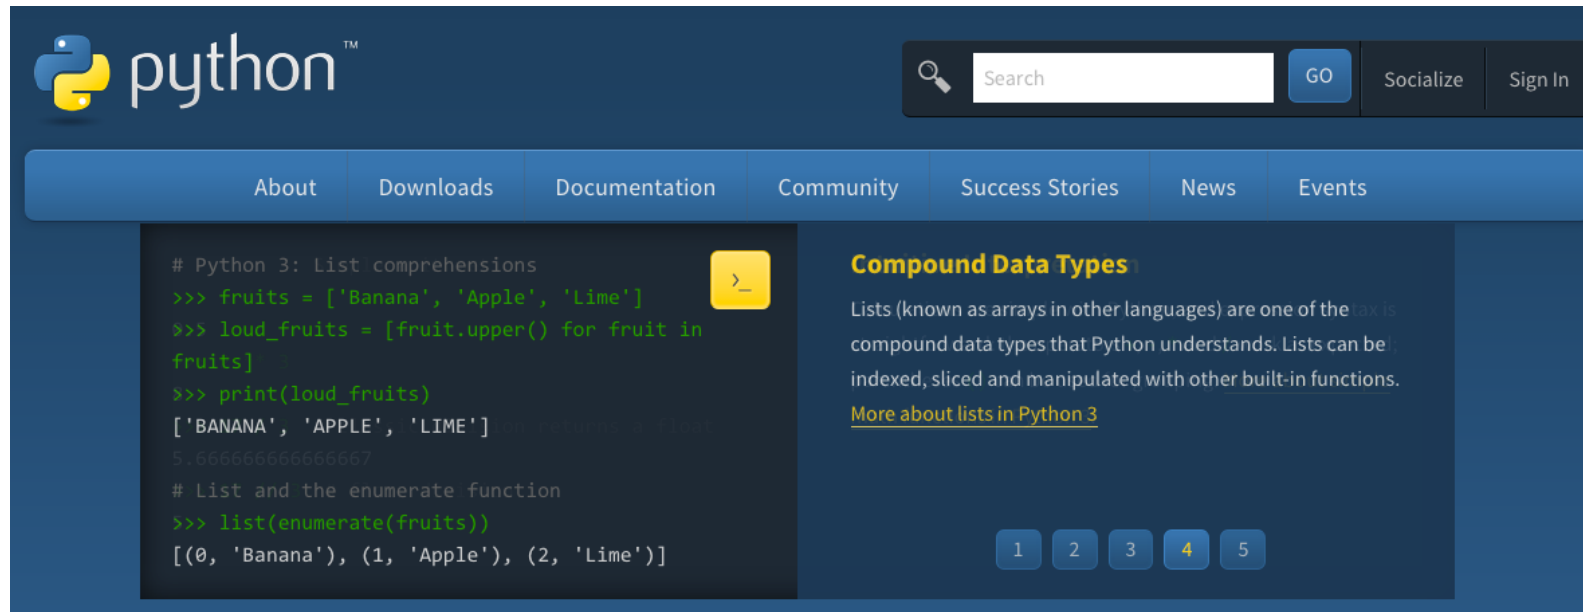 python™
Search
GO
Socialize
Sign In
About
Downloads
Documentation
Community
Success Stories
News
Events
# Python 3: List comprehensions
>>> fruits = ['Banana', 'Apple', 'Lime']
>>> loud_fruits = [fruit.upper() for fruit in
fruits]
>>> print(loud_fruits)
['BANANA', 'APPLE', 'LIME']
5.666666666666667
# List and the enumerate function
>>> list(enumerate(fruits))
[(0, 'Banana'), (1, 'Apple'), (2, 'Lime')]
>_
Compound Data Types
Lists (known as arrays in other languages) are one of the
compound data types that Python understands. Lists can be
indexed, sliced and manipulated with other built-in functions.
More about lists in Python 3
1
2
3
4
5